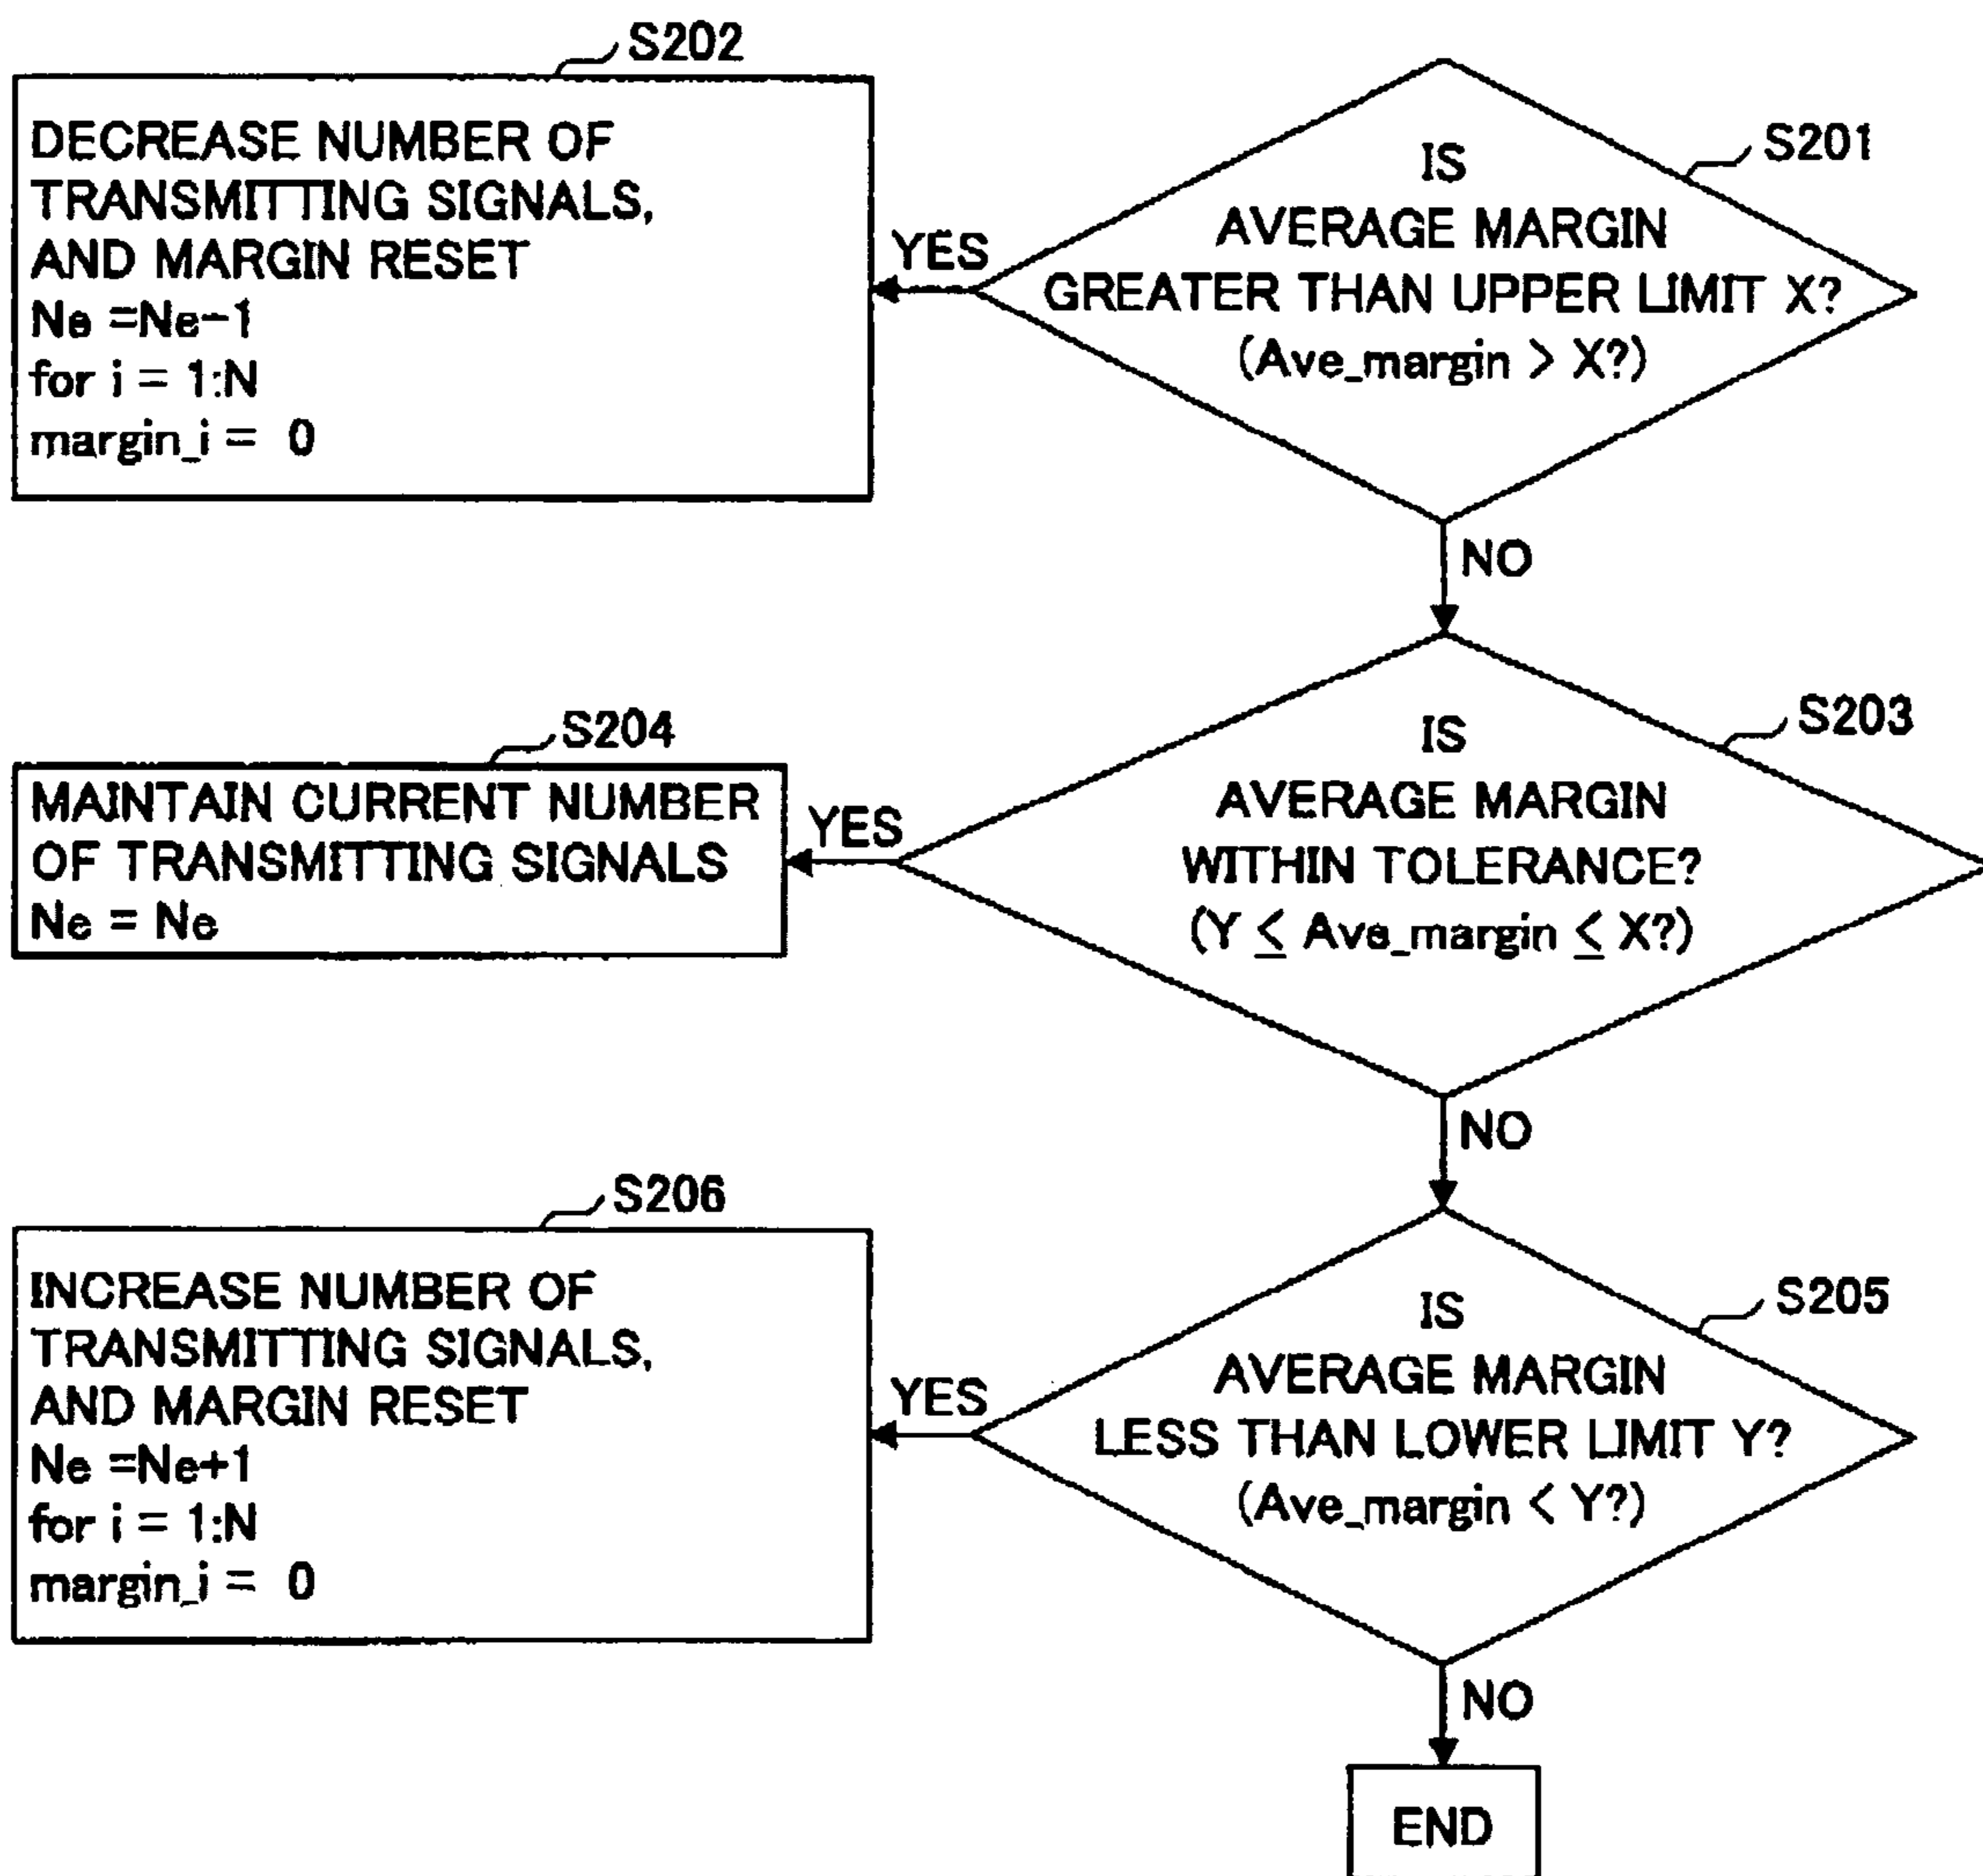 S202
DECREASE NUMBER OF
TRANSMITTING SIGNALS,
AND MARGIN RESET
Ne =Ne-1
for i = 1:N
margin_i = 0
S201
IS
AVERAGE MARGIN
GREATER THAN UPPER LIMIT X?
(Ave_margin > X?)
YES
NO
S204
MAINTAIN CURRENT NUMBER
OF TRANSMITTING SIGNALS
Ne = Ne
S203
IS
AVERAGE MARGIN
WITHIN TOLERANCE?
(Y ≤ Ave_margin ≤ X?)
YES
NO
S206
INCREASE NUMBER OF
TRANSMITTING SIGNALS,
AND MARGIN RESET
Ne =Ne+1
for i = 1:N
margin_i = 0
S205
IS
AVERAGE MARGIN
LESS THAN LOWER LIMIT Y?
(Ave_margin < Y?)
YES
NO
END